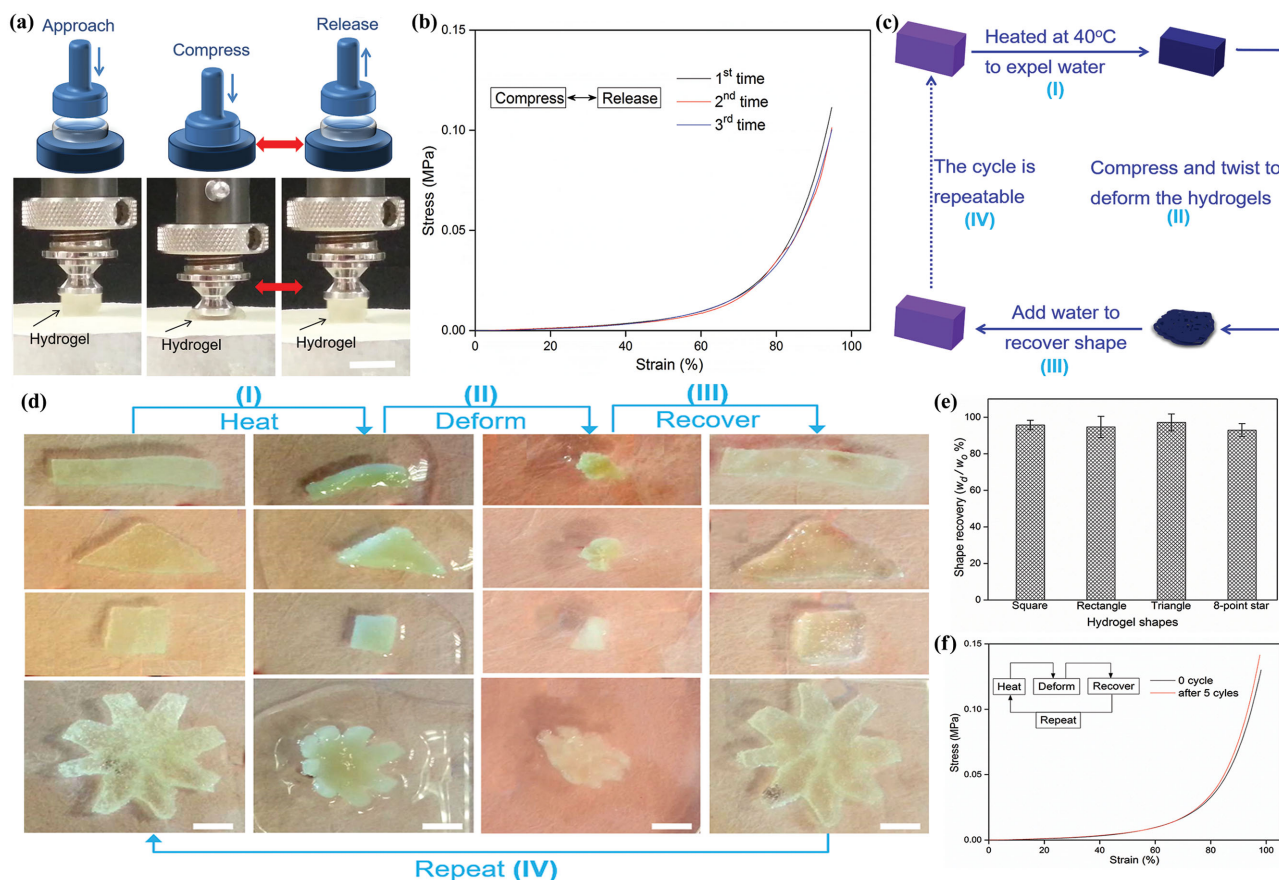 (a)
Approach
Compress
Release
Hydrogel
Hydrogel
Hydrogel
(b)
0.15
0.10
0.05
0.00
Stress (MPa)
0 20 40 60 80 100
Strain (%)
Compress Release
1st time
2nd time
3rd time
(c)
Heated at 40°C
to expel water
(I)
The cycle is
repeatable
(IV)
Compress and twist to
deform the hydrogels
(II)
Add water to
recover shape
(III)
(d)
(I)
Heat
(II)
Deform
(III)
Recover
Repeat (IV)
(e)
100
80
60
40
20
0
Shape recovery (wd / wo %)
Square Rectangle Triangle 8-point star
Hydrogel shapes
(f)
0.15
0.10
0.05
0.00
Stress (MPa)
0 20 40 60 80 100
Strain (%)
Heat Deform Recover
Repeat
0 cycle
after 5 cyles